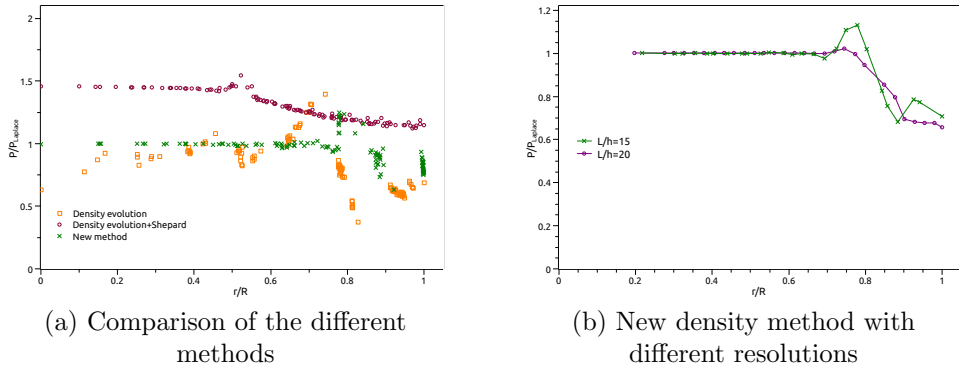 2
1.5
1
0.5
0
P/P_Laplace
0
0.2
0.4
0.6
0.8
1
r/R
Density evolution
Density evolution+Shepard
New method
(a) Comparison of the different
methods
1.2
1
0.8
0.6
0.4
0.2
0
P/P_Laplace
0
0.2
0.4
0.6
0.8
1
r/R
L/h=15
L/h=20
(b) New density method with
different resolutions